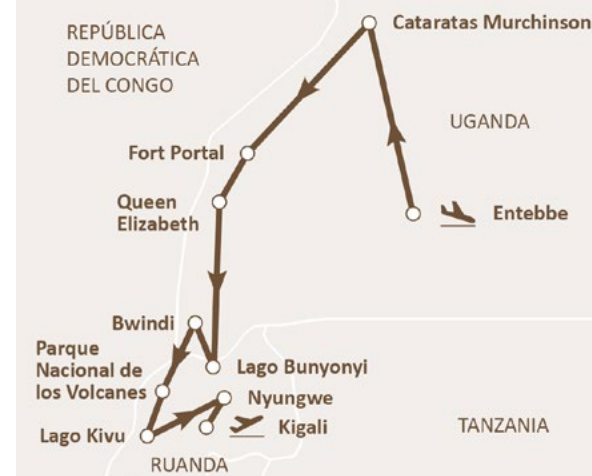 Cataratas Murchinson
REPÚBLICA
DEMOCRÁTICA
DEL CONGO
UGANDA
Fort Portal
Queen
Elizabeth
Entebbe
Bwindi
Parque
Nacional de
los Volcanes
Lago Bunyonyi
Nyungwe
Lago Kivu
Kigali
TANZANIA
RUANDA